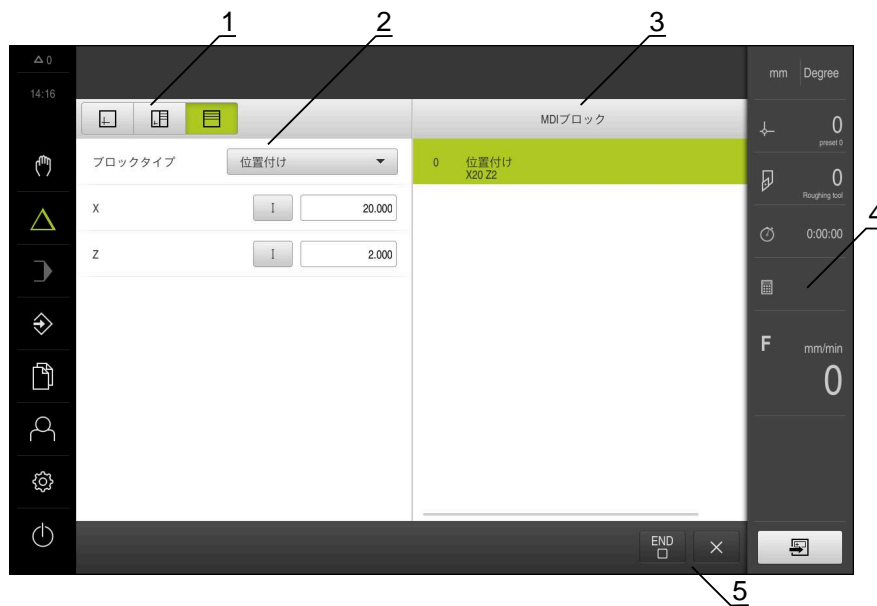 1
2
3
0
14:16
mm Degree
MDIブロック
0
preset 0
ブロックタイプ
位置付け
0 位置付け
X20 Z2
0
Roughing tool
X
I
20.000
Z
I
2.000
0:00:00
4
F
mm/min
0
END
5